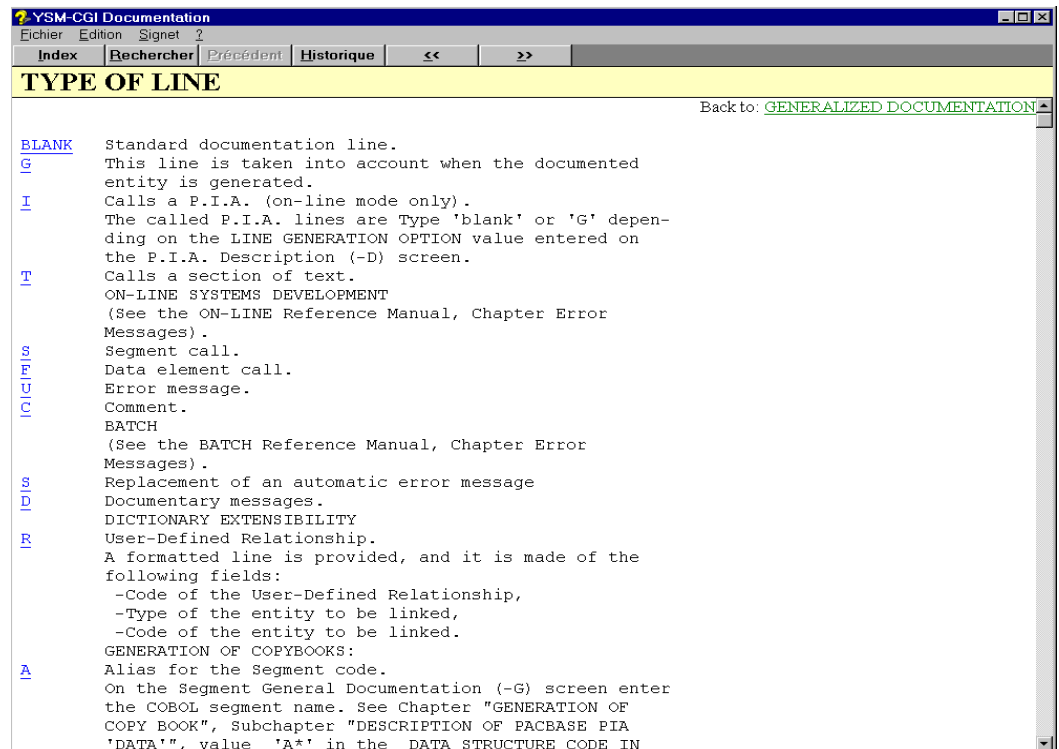 YSM-CGI Documentation
Fichier Edition Signet ?
Index Rechercher Précédent Historique << >>
TYPE OF LINE
Back to: GENERALIZED DOCUMENTATION
BLANK Standard documentation line.
G This line is taken into account when the documented
entity is generated.
I Calls a P.I.A. (on-line mode only).
The called P.I.A. lines are Type 'blank' or 'G' depen-
ding on the LINE GENERATION OPTION value entered on
the P.I.A. Description (-D) screen.
T Calls a section of text.
ON-LINE SYSTEMS DEVELOPMENT
(See the ON-LINE Reference Manual, Chapter Error
Messages).
S Segment call.
F Data element call.
U Error message.
C Comment.
BATCH
(See the BATCH Reference Manual, Chapter Error
Messages).
S Replacement of an automatic error message
D Documentary messages.
DICTIONARY EXTENSIBILITY
R User-Defined Relationship.
A formatted line is provided, and it is made of the
following fields:
-Code of the User-Defined Relationship,
-Type of the entity to be linked,
-Code of the entity to be linked.
GENERATION OF COPYBOOKS:
A Alias for the Segment code.
On the Segment General Documentation (-G) screen enter
the COBOL segment name. See Chapter "GENERATION OF
COPY BOOK", Subchapter "DESCRIPTION OF PACBASE PIA
'DATA'", value 'A*' in the DATA STRUCTURE CODE IN